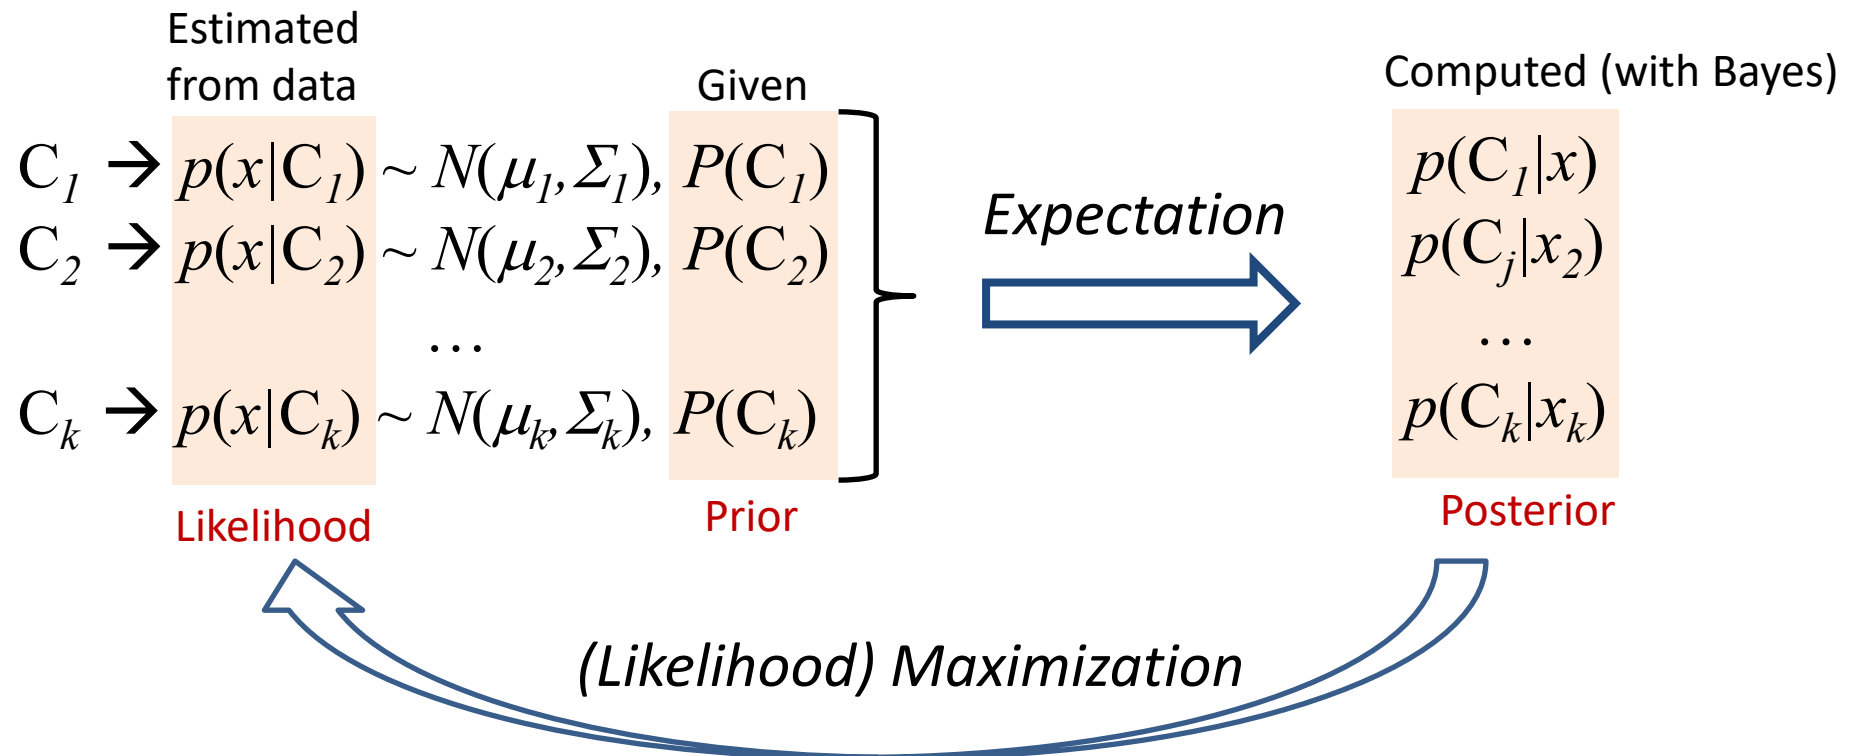 Estimated
from data
Given
Computed (with Bayes)
C₁ → p(x|C₁) ~ N(μ₁, Σ₁), P(C₁)
C₂ → p(x|C₂) ~ N(μ₂, Σ₂), P(C₂)
…
Cₖ → p(x|Cₖ) ~ N(μₖ, Σₖ), P(Cₖ)
Likelihood
Prior
Expectation
p(C₁|x)
p(Cⱼ|x₂)
…
p(Cₖ|xₖ)
Posterior
(Likelihood) Maximization